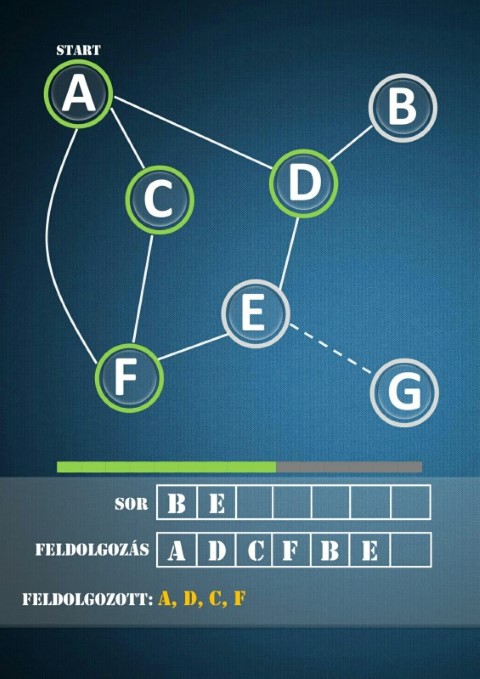 START
A
B
C
D
E
F
G
SOR B E
FELDOLGOZÁS A D C F B E
FELDOLGOZOTT: A, D, C, F